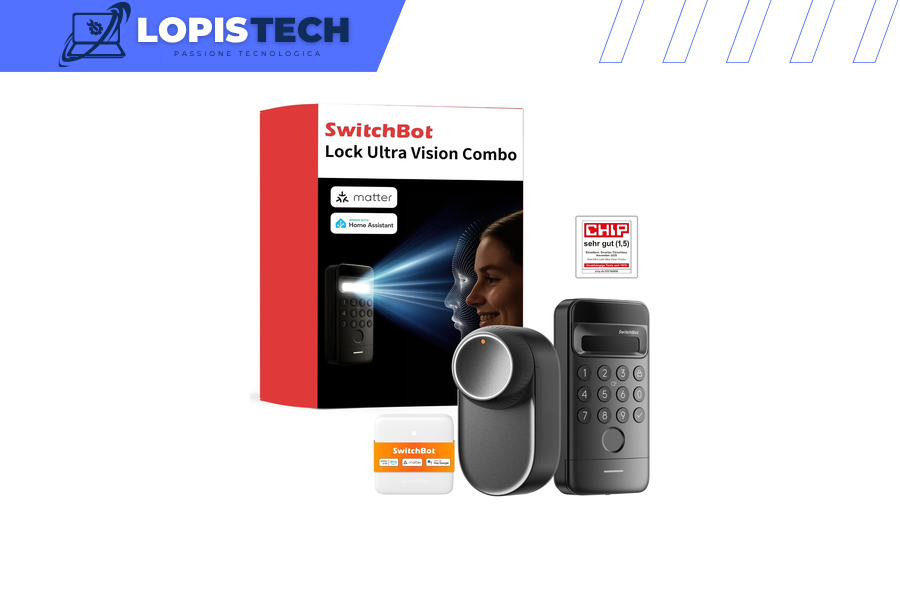 LOPISTECH
PASSIONE TECNOLOGICA
SwitchBot
Lock Ultra Vision Combo
matter
Home Assistant
CHIP
sehr gut (1,5)
SwitchBot
1 2 3
4 5 6 0
7 8 9
SwitchBot
matter